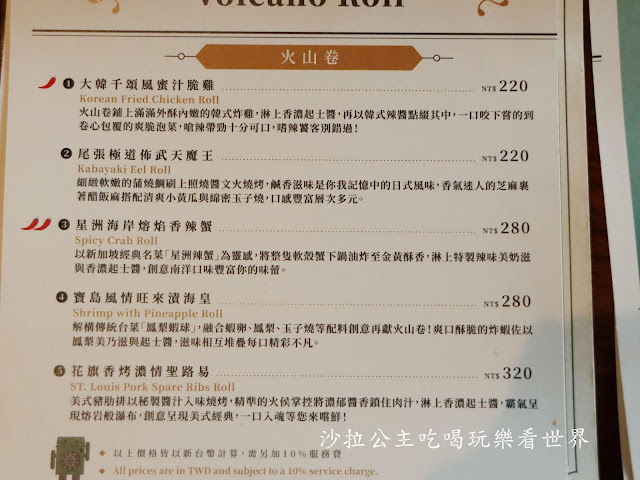 Volcano Roll
火山卷
❶ 大韓千頌風蜜汁脆雞 NT$ 220
Korean Fried Chicken Roll
火山卷鋪上滿滿外酥內嫩的韓式炸雞，淋上香濃起士醬，再以韓式辣醬點綴其中，一口咬下嘗的到
卷心包覆的爽脆泡菜，嗆辣帶勁十分可口，嗜辣饕客別錯過！
❷ 尾張極道佈武天魔王 NT$ 220
Kabayaki Eel Roll
細緻軟嫩的蒲燒鯛刷上照燒醬文火燒烤，鹹香滋味是你我記憶中的日式風味，香氣迷人的芝麻裹
著醋飯麻搭配清爽小黃瓜與綿密玉子燒，口感豐富層次多元。
❸ 星洲海岸熔焰香辣蟹 NT$ 280
Spicy Crab Roll
以新加坡經典名菜「星洲辣蟹」為靈感，將整隻軟殼蟹下鍋油炸至金黃酥香，淋上特製辣味美奶滋
與香濃起士醬，創意南洋口味豐富你的味蕾。
❹ 寶島風情旺來漬海皇 NT$ 280
Shrimp with Pineapple Roll
解構傳統台菜「鳳梨蝦球」，融合蝦卵、鳳梨、玉子燒等配料創意再獻火山卷！爽口酥脆的炸蝦佐以
鳳梨美乃滋與起士醬，滋味相互堆疊每口精彩不凡。
❺ 花旗香烤濃情聖路易 NT$ 320
ST. Louis Pork Spare Ribs Roll
美式豬肋排以秘製醬汁入味燒烤，精準的火侯掌控將濃郁醬香鎖住肉汁，淋上香濃起士醬，霸氣呈
現熔岩般瀑布，創意呈現美式經典，一口入魂等您來嚐鮮！
沙拉公主吃喝玩樂看世界
◆ 以上價格皆以新台幣計算，需另加10%服務費
◆ All prices are in TWD and subject to a 10% service charge.